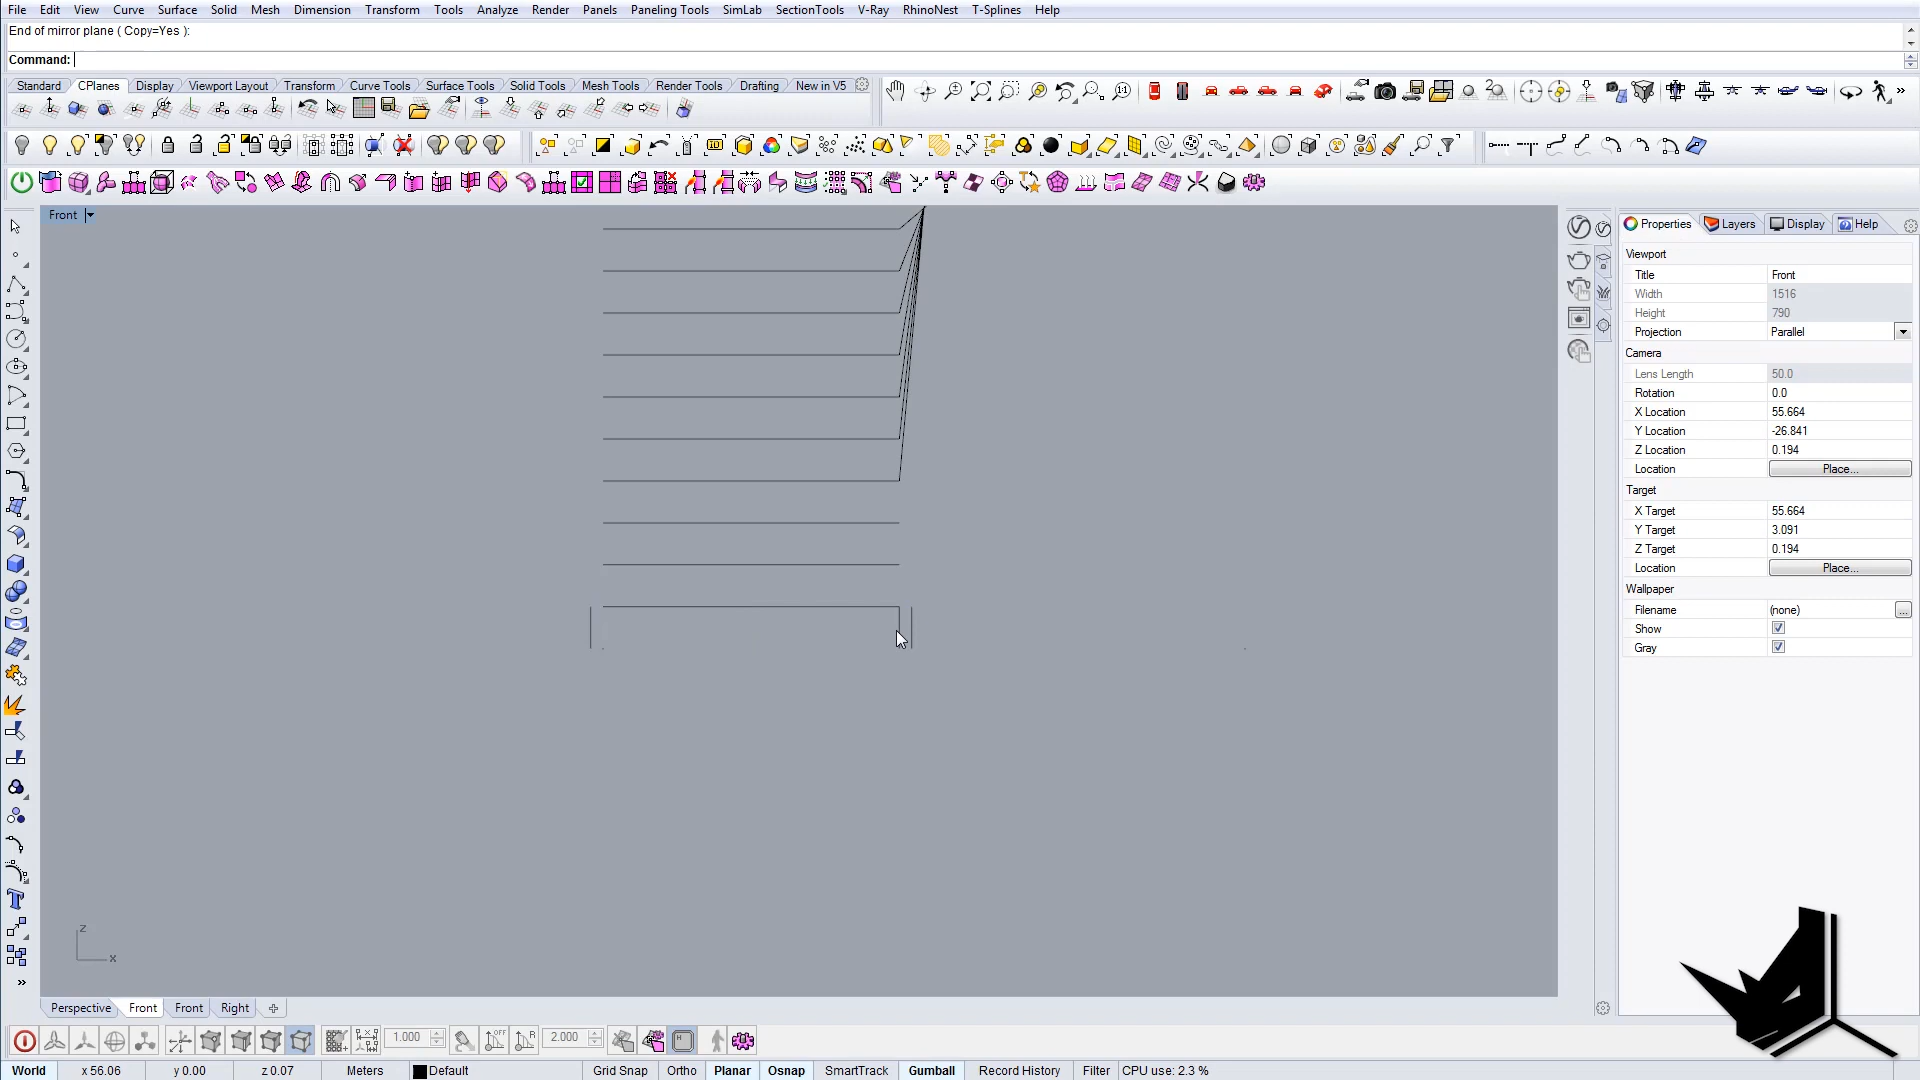 File Edit View Curve Surface Solid Mesh Dimension Transform Tools Analyze Render Panels Paneling Tools SimLab SectionTools V-Ray RhinoNest T-Splines Help
End of mirror plane ( Copy=Yes ):
Command:
Standard CPlanes Display Viewport Layout Transform Curve Tools Surface Tools Solid Tools Mesh Tools Render Tools Drafting New in V5
Front
Properties Layers Display Help
Viewport
Title Front
Width 1516
Height 790
Projection Parallel
Camera
Lens Length 50.0
Rotation 0.0
X Location 55.664
Y Location -26.841
Z Location 0.194
Location Place...
Target
X Target 55.664
Y Target 3.091
Z Target 0.194
Location Place...
Wallpaper
Filename (none) ...
Show
Gray
z
x
Perspective Front Front Right
1.000 2.000
World x 56.06 y 0.00 z 0.07 Meters Default Grid Snap Ortho Planar Osnap SmartTrack Gumball Record History Filter CPU use: 2.3 %